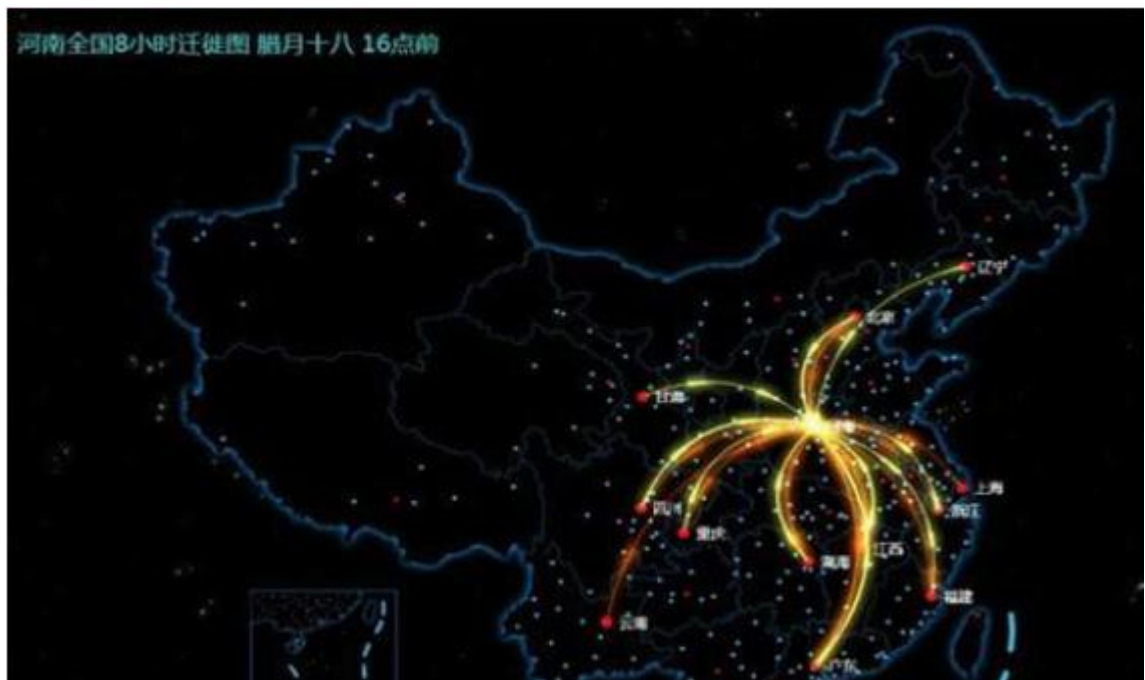 河南全国8小时迁徙图 腊月十八 16点前
辽宁
北京
甘肃
上海
四川
浙江
重庆
江西
湖南
福建
云南
广东